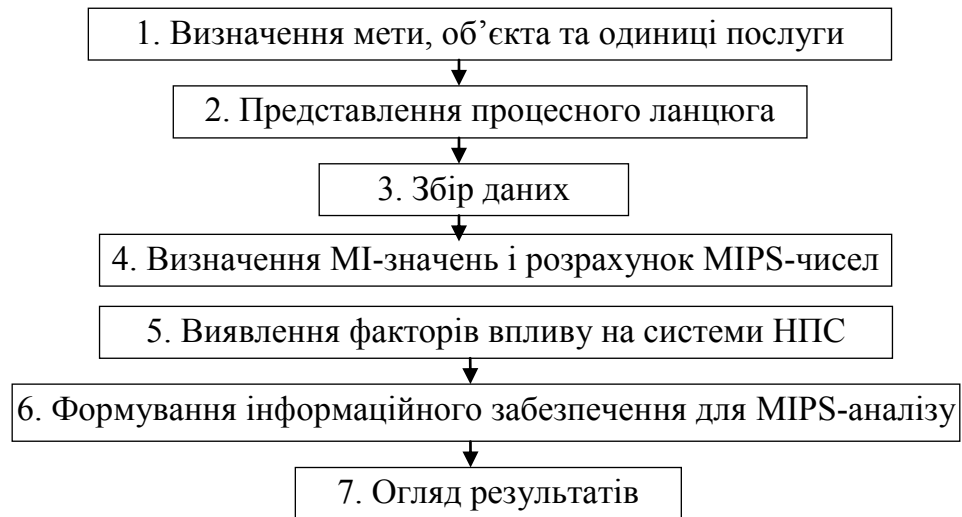 1. Визначення мети, об’єкта та одиниці послуги
2. Представлення процесного ланцюга
3. Збір даних
4. Визначення МІ-значень і розрахунок MIPS-чисел
5. Виявлення факторів впливу на системи НПС
6. Формування інформаційного забезпечення для MIPS-аналізу
7. Огляд результатів